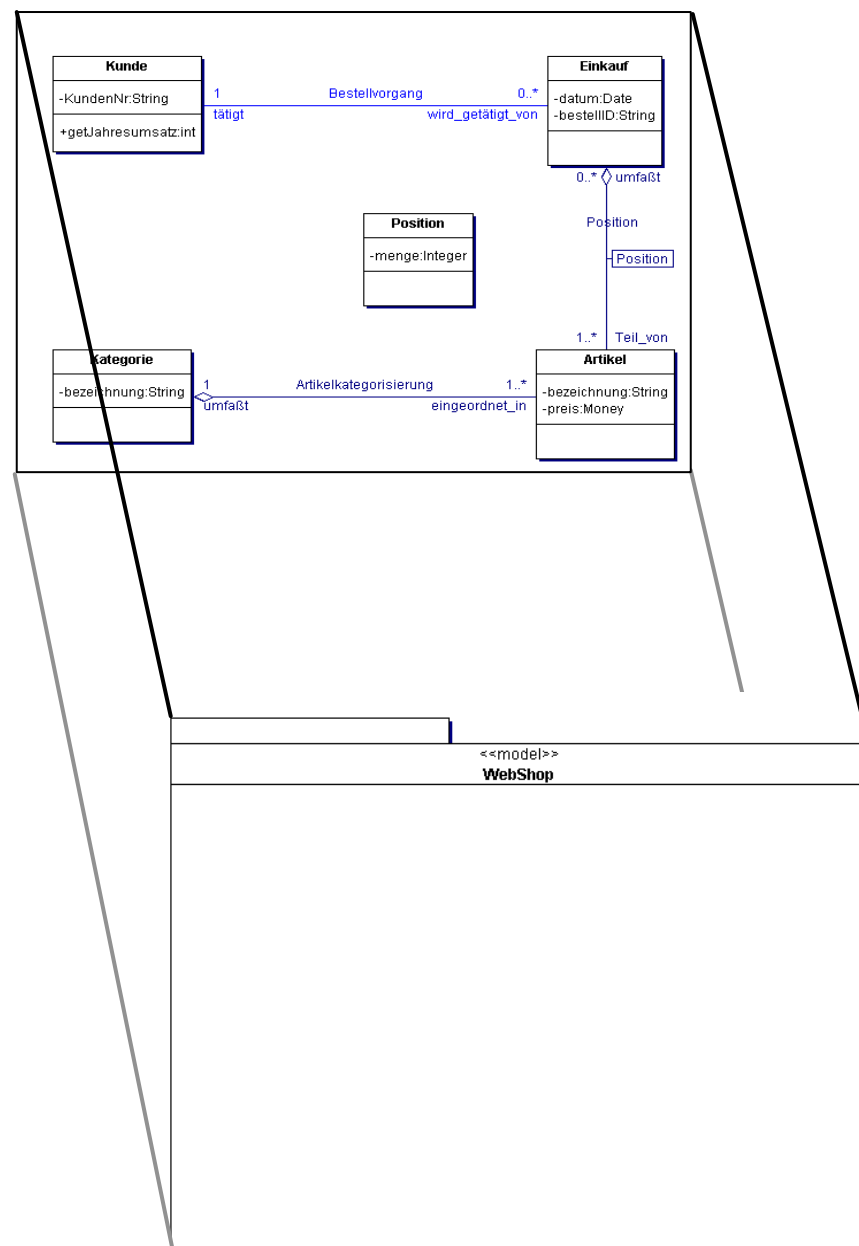 Kunde
-KundenNr:String
+getJahresumsatz:int
1
Bestellvorgang
0..*
tätigt
wird_getätigt_von
Einkauf
-datum:Date
-bestellID:String
0..*
umfaßt
Position
-menge:Integer
Position
Position
1..*
Teil_von
Kategorie
-bezeichnung:String
1
Artikelkategorisierung
1..*
umfaßt
eingeordnet_in
Artikel
-bezeichnung:String
-preis:Money
<<model>>
WebShop